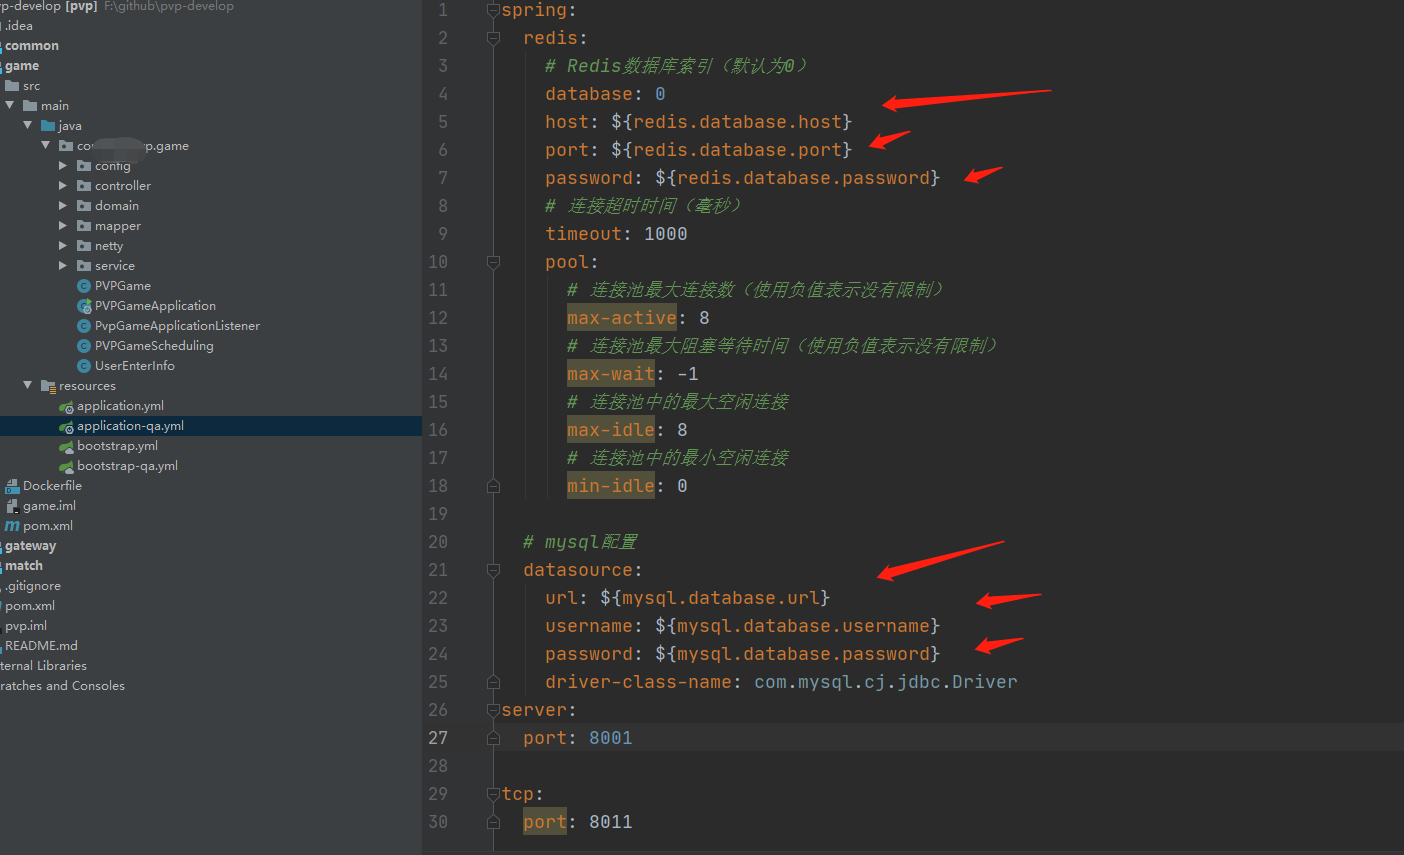 vp-develop [pvp] F:\github\pvp-develop
.idea
common
game
src
main
java
p.game
config
controller
domain
mapper
netty
service
PVPGame
PVPGameApplication
PvpGameApplicationListener
PVPGameScheduling
UserEnterInfo
resources
application.yml
application-qa.yml
bootstrap.yml
bootstrap-qa.yml
Dockerfile
game.iml
pom.xml
gateway
match
.gitignore
pom.xml
pvp.iml
README.md
ternal Libraries
ratches and Consoles
1 spring:
2 redis:
3 # Redis数据库索引（默认为0）
4 database: 0
5 host: ${redis.database.host}
6 port: ${redis.database.port}
7 password: ${redis.database.password}
8 # 连接超时时间（毫秒）
9 timeout: 1000
10 pool:
11 # 连接池最大连接数（使用负值表示没有限制）
12 max-active: 8
13 # 连接池最大阻塞等待时间（使用负值表示没有限制）
14 max-wait: -1
15 # 连接池中的最大空闲连接
16 max-idle: 8
17 # 连接池中的最小空闲连接
18 min-idle: 0
19
20 # mysql配置
21 datasource:
22 url: ${mysql.database.url}
23 username: ${mysql.database.username}
24 password: ${mysql.database.password}
25 driver-class-name: com.mysql.cj.jdbc.Driver
26 server:
27 port: 8001
28
29 tcp:
30 port: 8011